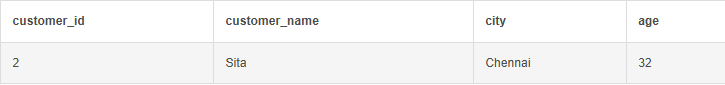 customer_id customer_name city age
2 Sita Chennai 32